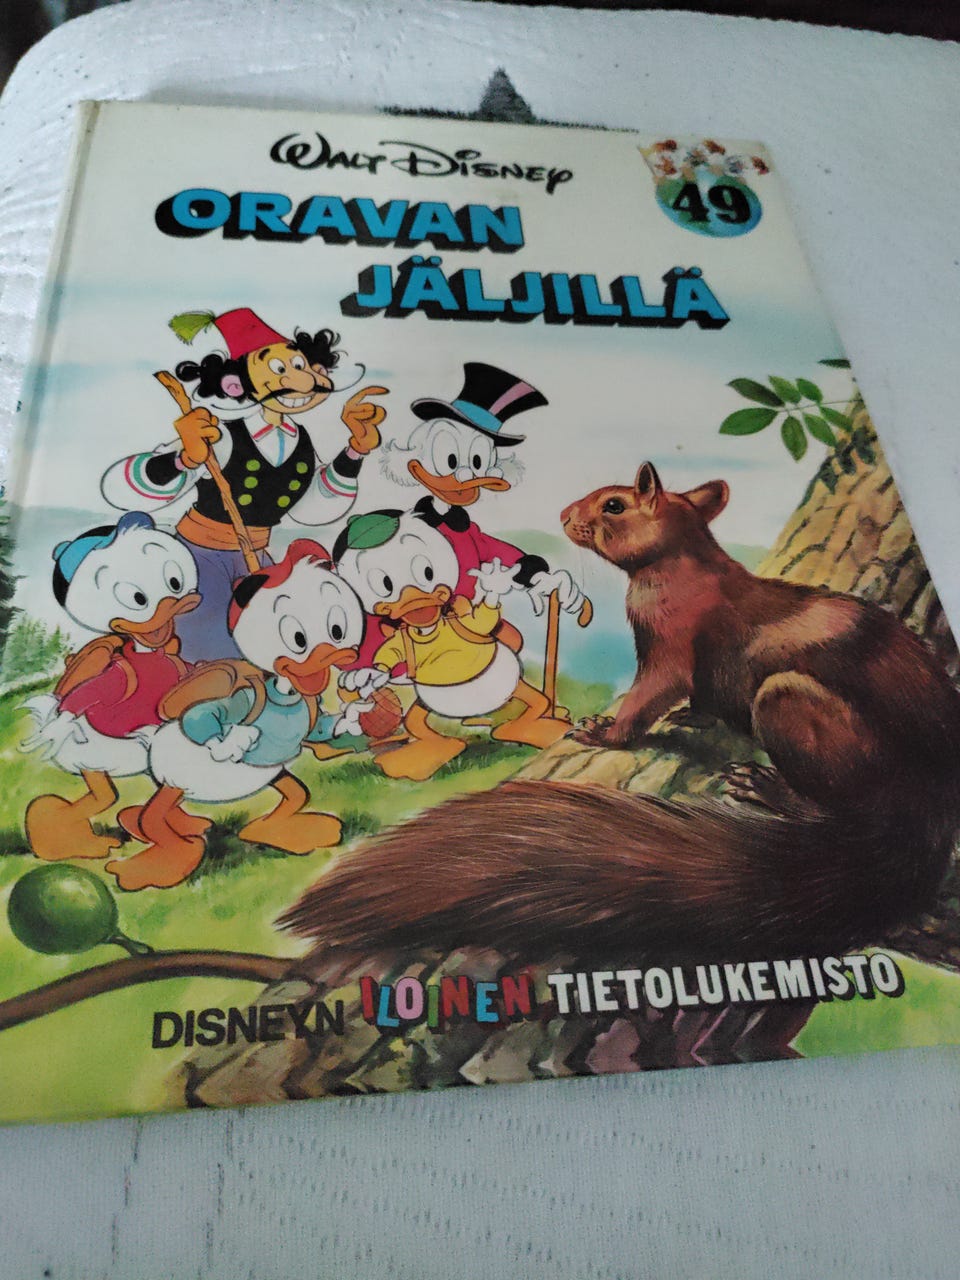 WALT DISNEY
49
ORAVAN
JÄLJILLÄ
DISNEYN ILOINEN TIETOLUKEMISTO